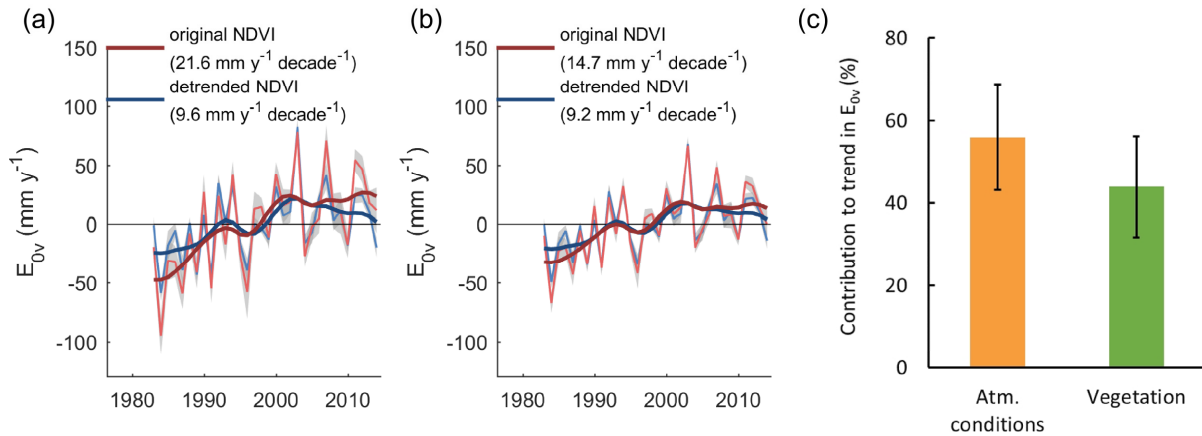 (a)
original NDVI
(21.6 mm y⁻¹ decade⁻¹)
detrended NDVI
(9.6 mm y⁻¹ decade⁻¹)
E₀ᵥ (mm y⁻¹)
150
100
50
0
-50
-100
1980 1990 2000 2010
(b)
original NDVI
(14.7 mm y⁻¹ decade⁻¹)
detrended NDVI
(9.2 mm y⁻¹ decade⁻¹)
E₀ᵥ (mm y⁻¹)
150
100
50
0
-50
-100
1980 1990 2000 2010
(c)
Contribution to trend in E₀ᵥ (%)
80
60
40
20
0
Atm.
conditions
Vegetation